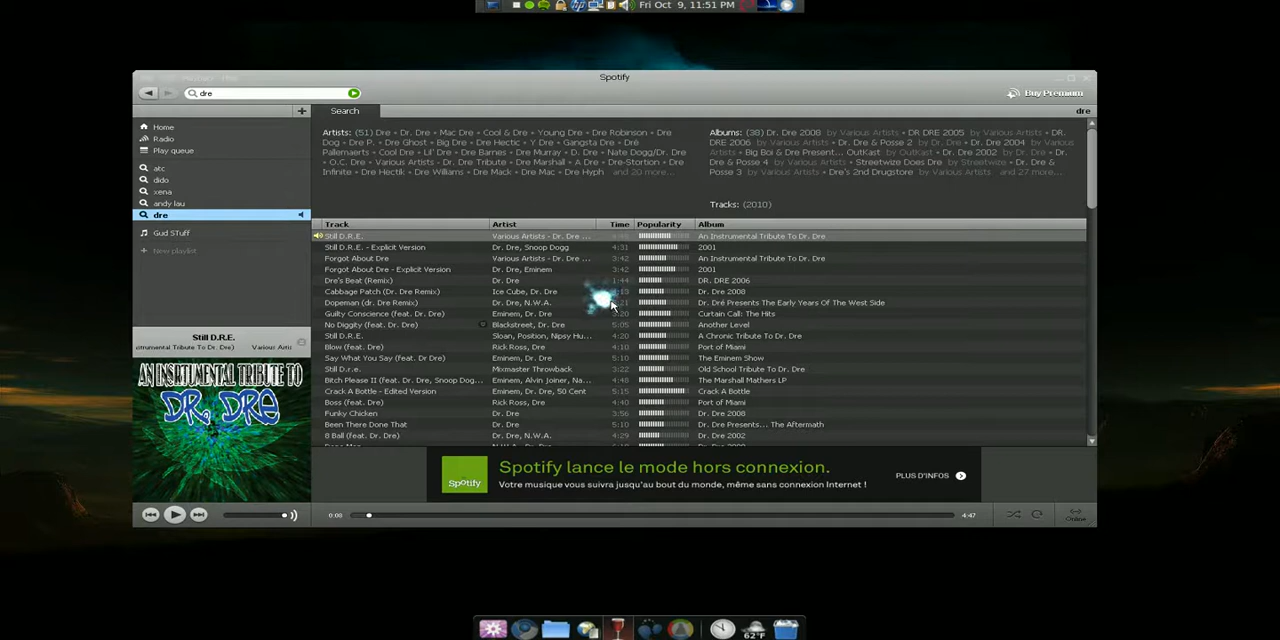 Fri Oct 9, 11:51 PM
Spotify
dre
Buy Premium
Search
dre
Home
Radio
Play queue
atc
dido
xena
andy lau
dre
Gud STuff
New playlist
Artists: (51) Dre • Dr. Dre • Mac Dre • Cool & Dre • Young Dre • Dre Robinson • Dre
Dog • Dre P. • Dre Ghost • Big Dre • Dre Hectic • Y Dre • Gangsta Dre • Dré
Pallemaerts • Cool Dre • Lil' Dre • Dre Barnes • Dre Murray • D. Dre • Nate Dogg/Dr. Dre
• O.C. Dre • Various Artists - Dr. Dre Tribute • Dre Marshall • A Dre • Dre-Stortion • Dre
Infinite • Dre Hectik • Dre Williams • Dre Mack • Dre Mac • Dre Hyph and 20 more...
Albums: (38) Dr. Dre 2008 by Various Artists • DR DRE 2005 by Various Artists • DR.
DRE 2006 by Various Artists • Dr. Dre & Posse 2 by Various Artists • Dr. Dre 2004 by Various
Artists • Big Boi & Dre Present... OutKast by OutKast • Dr. Dre 2002 by Dr. Dre • Dr. Dre
& Posse 4 by Various Artists • Streetwize Does Dre by Streetwize • Dr. Dre &
Posse 3 by Various Artists • Dre's 2nd Drugstore by Various Artists and 27 more...
Tracks: (2010)
Track Artist Time Popularity Album
Still D.R.E. Various Artists - Dr. Dre ... An Instrumental Tribute To Dr. Dre
Still D.R.E. - Explicit Version Dr. Dre, Snoop Dogg 4:31 2001
Forgot About Dre Various Artists - Dr. Dre ... 3:42 An Instrumental Tribute To Dr. Dre
Forgot About Dre - Explicit Version Dr. Dre, Eminem 3:42 2001
Dre's Beat (Remix) Dr. Dre 1:44 DR. DRE 2006
Cabbage Patch (Dr. Dre Remix) Ice Cube, Dr. Dre Dr. Dre 2008
Dopeman (dr. Dre Remix) Dr. Dre, N.W.A. Dr. Dré Presents The Early Years Of The West Side
Guilty Conscience (feat. Dr. Dre) Eminem, Dr. Dre Curtain Call: The Hits
No Diggity (feat. Dr. Dre) Blackstreet, Dr. Dre 5:05 Another Level
Still D.R.E. Sloan, Position, Nipsy Hu... 4:20 A Chronic Tribute To Dr. Dre
Blow (feat. Dr. Dre) Rick Ross, Dre 4:10 Port of Miami
Say What You Say (feat. Dr Dre) Eminem, Dr. Dre 5:10 The Eminem Show
Still D.r.e. Mixmaster Throwback 3:22 Old School Tribute To Dr. Dre
Bitch Please II (feat. Dr. Dre, Snoop Dog... Eminem, Alvin Joiner, Na... 4:48 The Marshall Mathers LP
Crack A Bottle - Edited Version Eminem, Dr. Dre, 50 Cent 5:15 Crack A Bottle
Boss (feat. Dre) Rick Ross, Dre 4:40 Port of Miami
Funky Chicken Dr. Dre 3:56 Dr. Dre 2008
Been There Done That Dr. Dre 5:10 Dr. Dre Presents... The Aftermath
8 Ball (feat. Dr. Dre) Dr. Dre, N.W.A. 4:29 Dr. Dre 2002
Still D.R.E.
AN INSRTUMENTAL TRIBUTE TO
DR. DRE
Spotify
Spotify lance le mode hors connexion.
Votre musique vous suivra jusqu'au bout du monde, même sans connexion Internet !
PLUS D'INFOS
0:08
4:47
Online
62°F